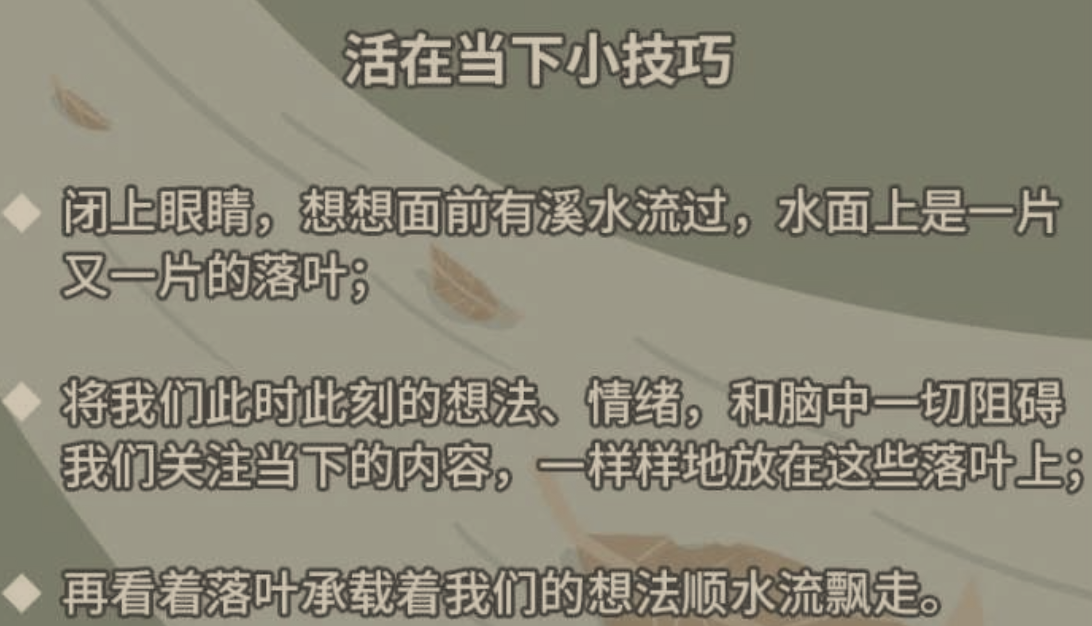 活在当下小技巧
闭上眼睛，想想面前有溪水流过，水面上是一片
又一片的落叶；
将我们此时此刻的想法、情绪，和脑中一切阻碍
我们关注当下的内容，一样样地放在这些落叶上；
再看着落叶承载着我们的想法顺水流飘走。